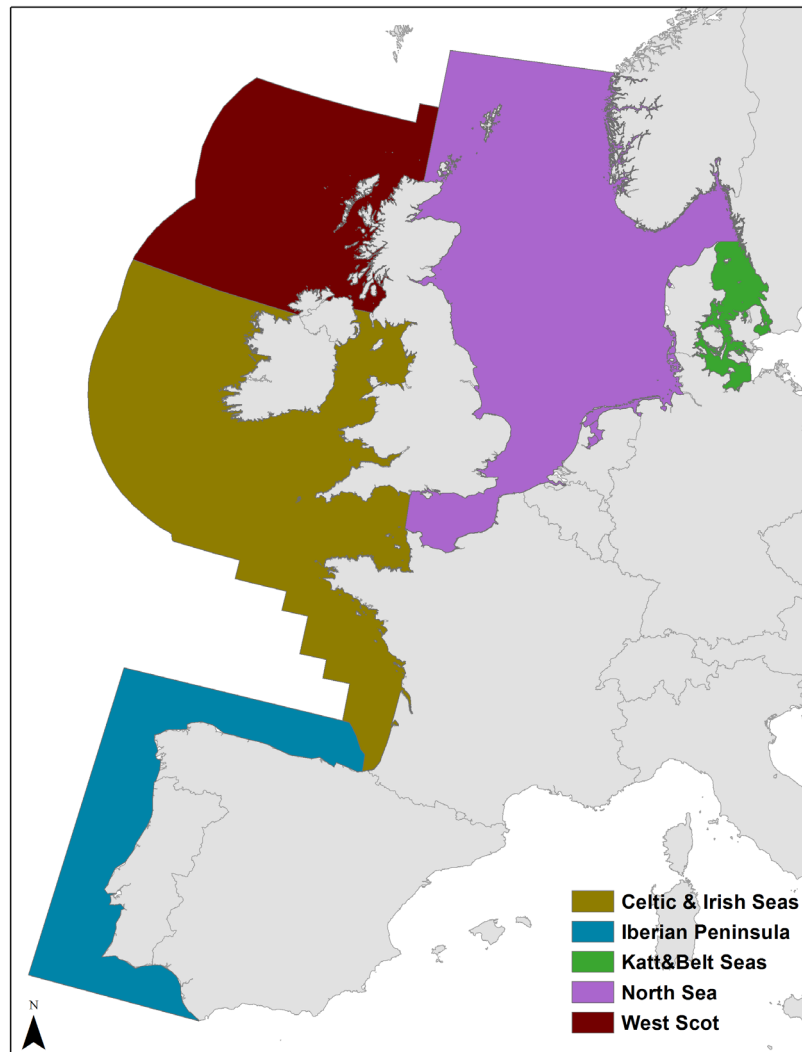 Celtic & Irish Seas
Iberian Peninsula
Katt&Belt Seas
North Sea
West Scot
N